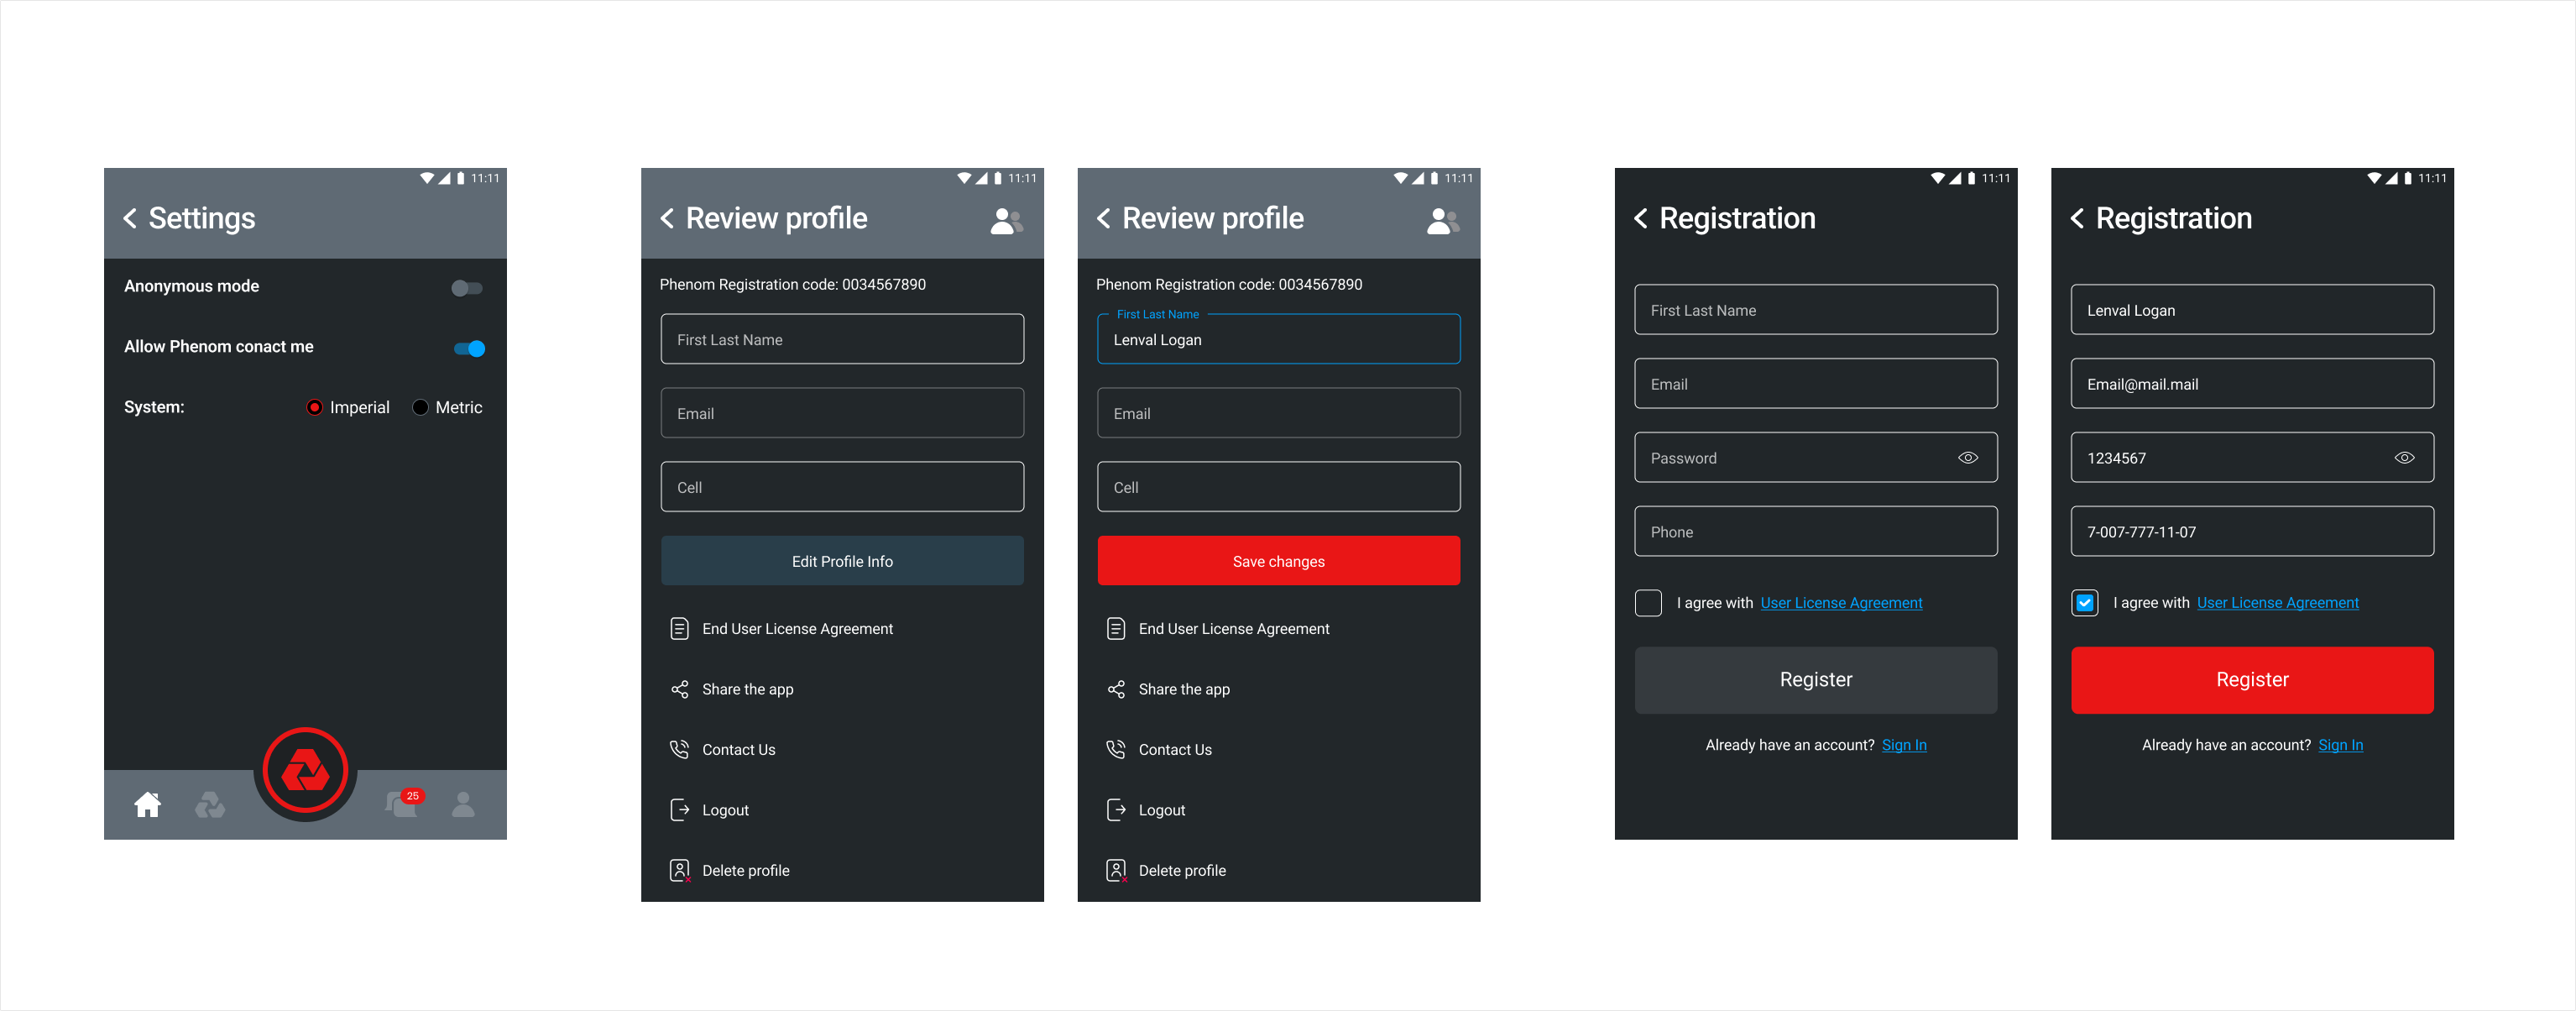 11:11
Settings
Anonymous mode
Allow Phenom conact me
System: Imperial Metric
25
11:11
Review profile
Phenom Registration code: 0034567890
First Last Name
Email
Cell
Edit Profile Info
End User License Agreement
Share the app
Contact Us
Logout
Delete profile
11:11
Review profile
Phenom Registration code: 0034567890
First Last Name
Lenval Logan
Email
Cell
Save changes
End User License Agreement
Share the app
Contact Us
Logout
Delete profile
11:11
Registration
First Last Name
Email
Password
Phone
I agree with User License Agreement
Register
Already have an account? Sign In
11:11
Registration
Lenval Logan
Email@mail.mail
1234567
7-007-777-11-07
I agree with User License Agreement
Register
Already have an account? Sign In